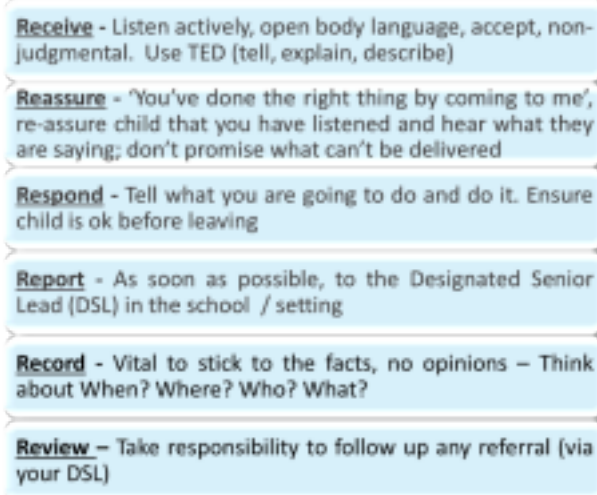 Receive - Listen actively, open body language, accept, non-
judgmental.  Use TED (tell, explain, describe)
Reassure - 'You've done the right thing by coming to me',
re-assure child that you have listened and hear what they
are saying; don't promise what can't be delivered
Respond - Tell what you are going to do and do it. Ensure
child is ok before leaving
Report - As soon as possible, to the Designated Senior
Lead (DSL) in the school / setting
Record - Vital to stick to the facts, no opinions – Think
about When? Where? Who? What?
Review – Take responsibility to follow up any referral (via
your DSL)